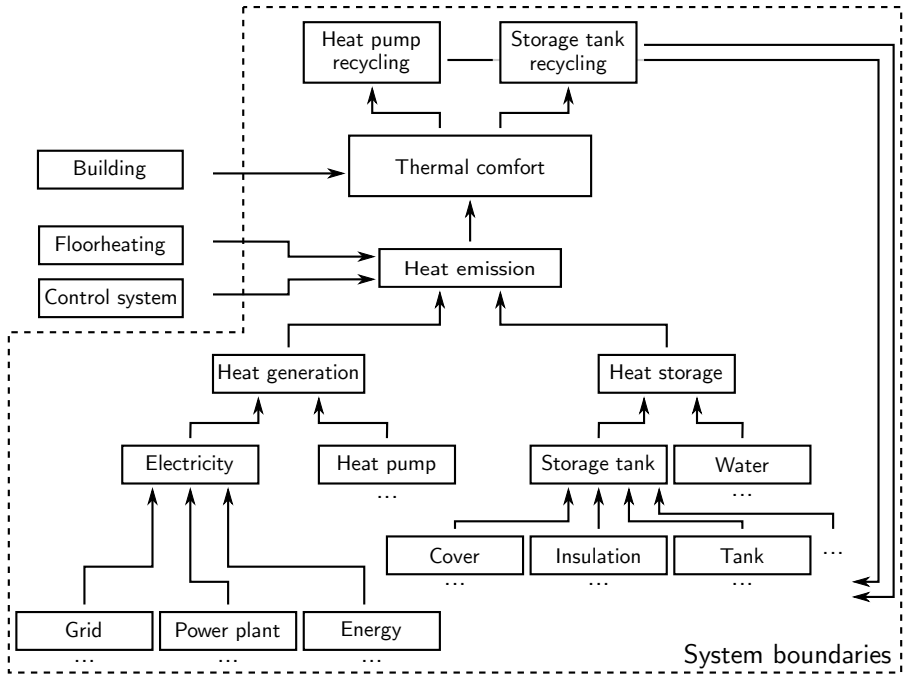 Heat pump
recycling
Storage tank
recycling
Building
Thermal comfort
Floorheating
Heat emission
Control system
Heat generation
Heat storage
Electricity
Heat pump
...
Storage tank
Water
...
Cover
...
Insulation
...
Tank
...
...
Grid
...
Power plant
...
Energy
...
System boundaries